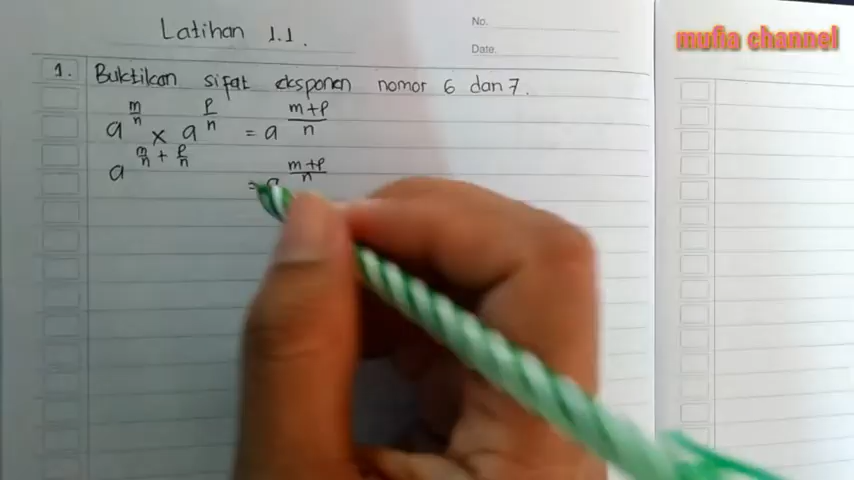 Latihan 1.1.
No.
Date.
mufia channel
1. Buktikan sifat eksponen nomor 6 dan 7.
a^(m/n) × a^(p/n) = a^((m+p)/n)
a^(m/n + p/n) = a^((m+p)/n)